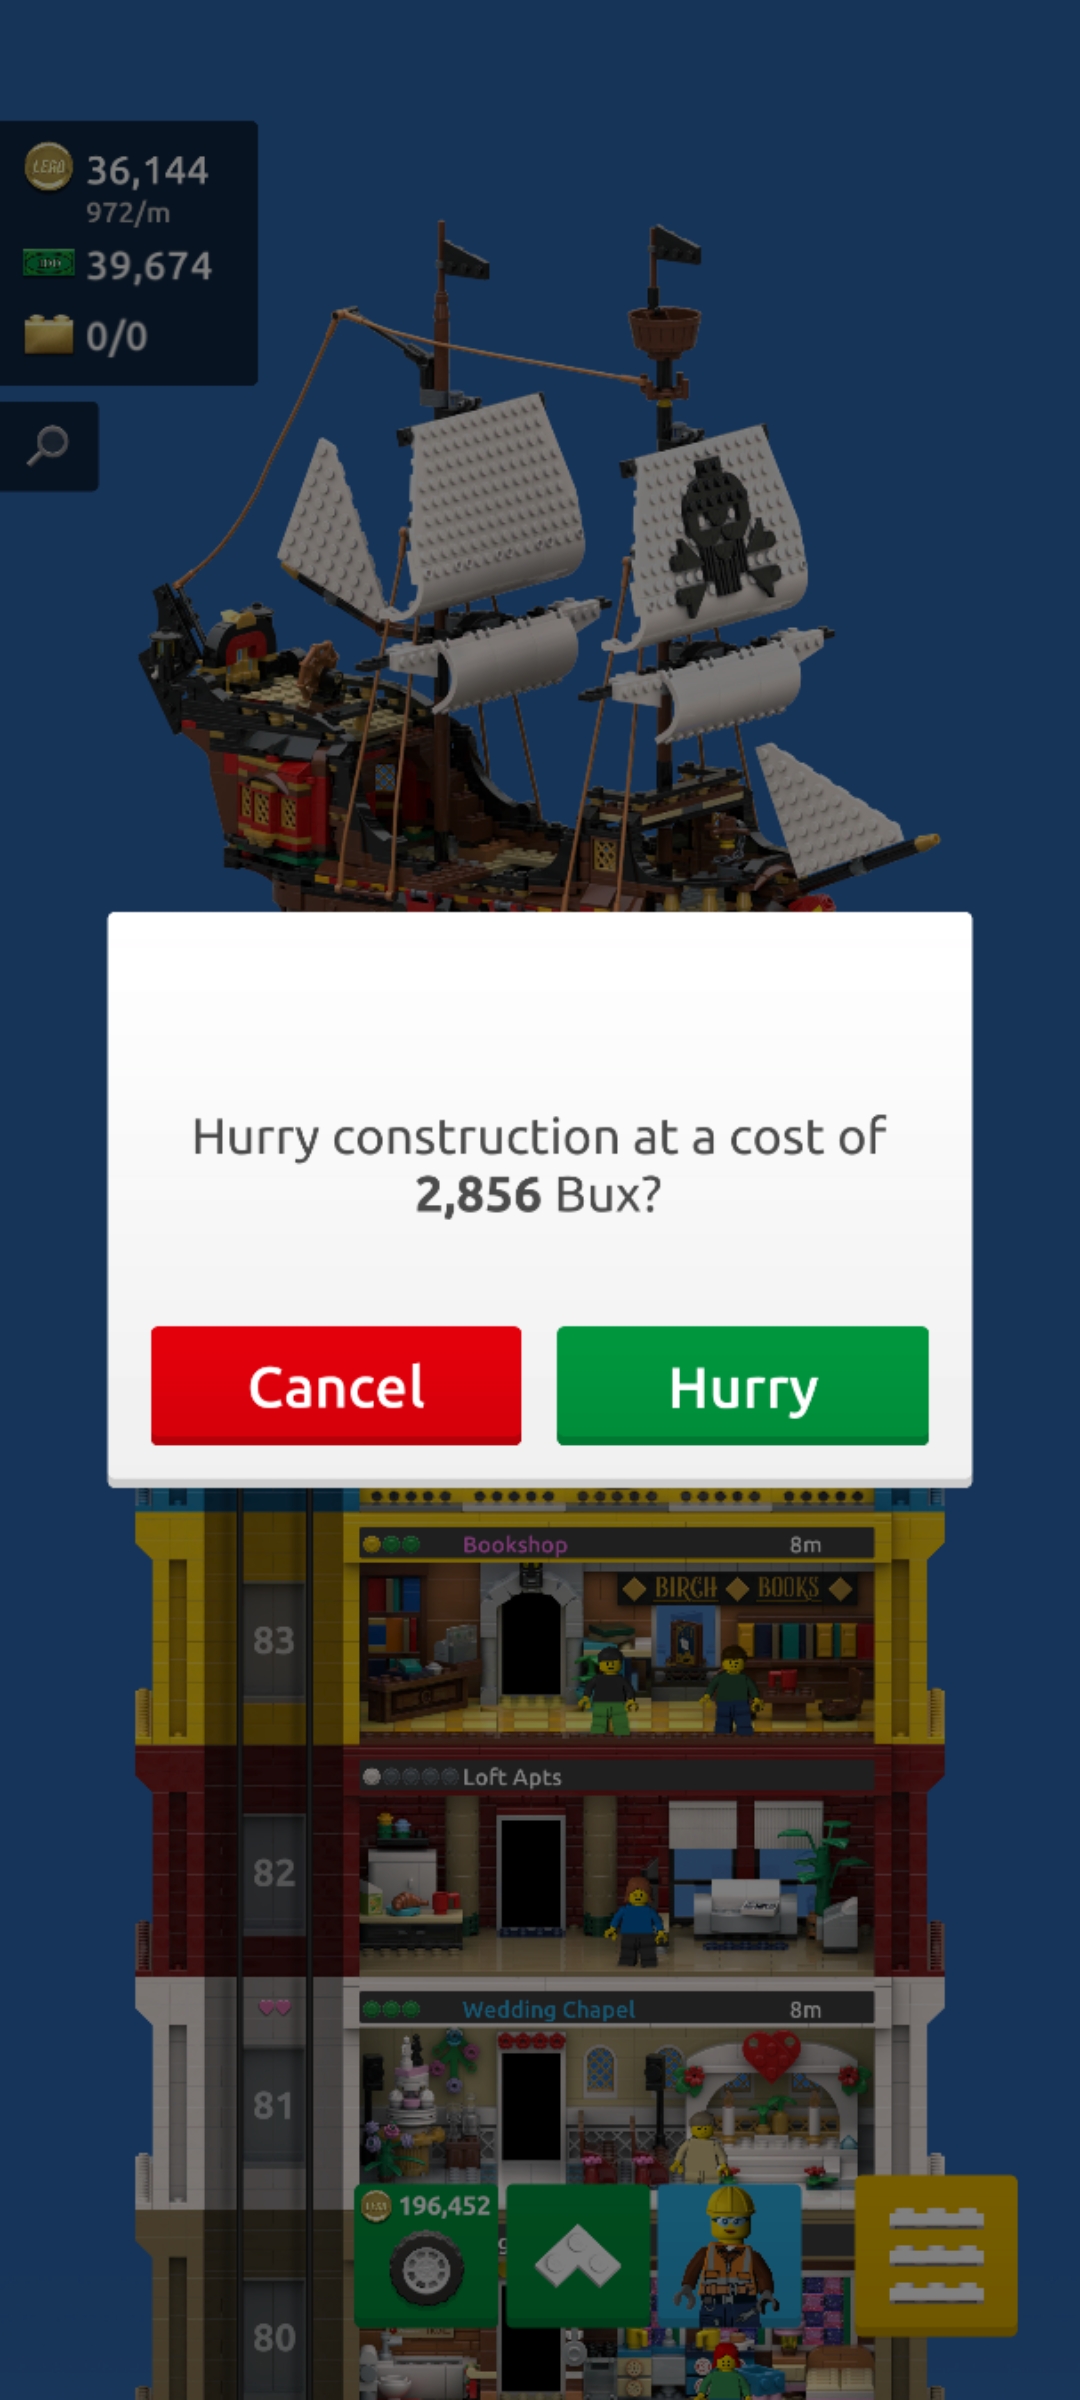 36,144
972/m
39,674
0/0
Hurry construction at a cost of
2,856 Bux?
Cancel
Hurry
Bookshop
8m
BIRCH BOOKS
83
Loft Apts
82
Wedding Chapel
8m
81
196,452
80